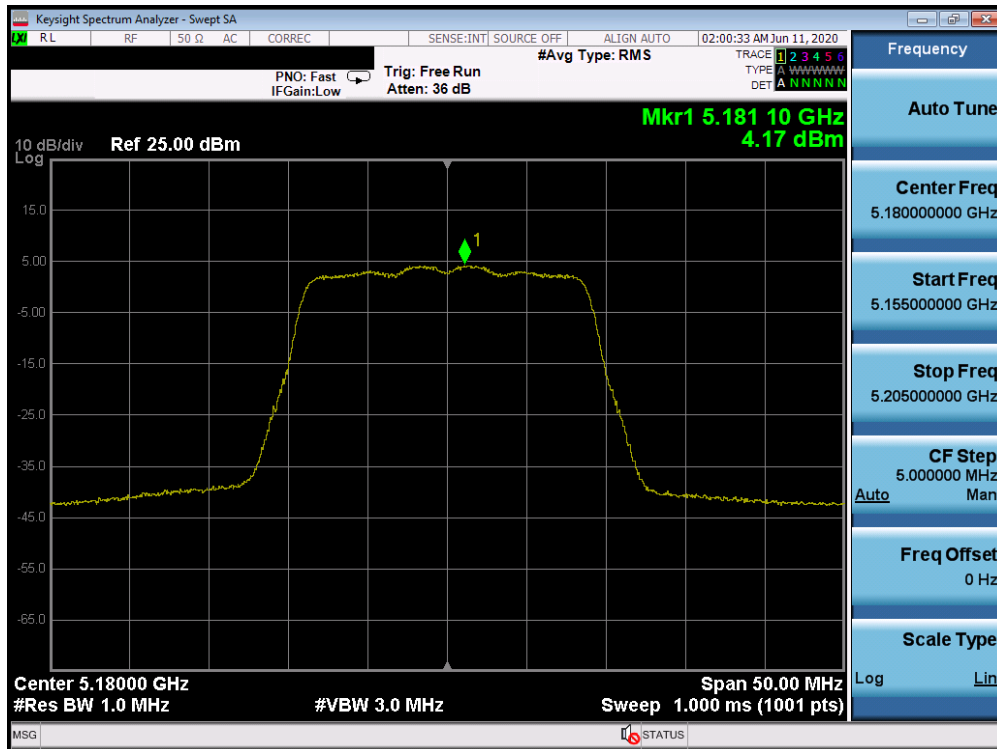 Keysight Spectrum Analyzer - Swept SA
LXI RL RF 50 Ω AC CORREC SENSE:INT SOURCE OFF ALIGN AUTO 02:00:33 AM Jun 11, 2020
#Avg Type: RMS
TRACE 1 2 3 4 5 6
PNO: Fast Trig: Free Run
TYPE A WWWWW
IFGain:Low Atten: 36 dB
DET A N N N N N
Mkr1 5.181 10 GHz
4.17 dBm
10 dB/div Ref 25.00 dBm
Log
15.0
1
5.00
-5.00
-15.0
-25.0
-35.0
-45.0
-55.0
-65.0
Center 5.18000 GHz Span 50.00 MHz
#Res BW 1.0 MHz #VBW 3.0 MHz Sweep 1.000 ms (1001 pts)
MSG STATUS
Frequency
Auto Tune
Center Freq
5.180000000 GHz
Start Freq
5.155000000 GHz
Stop Freq
5.205000000 GHz
CF Step
5.000000 MHz
Auto Man
Freq Offset
0 Hz
Scale Type
Log Lin